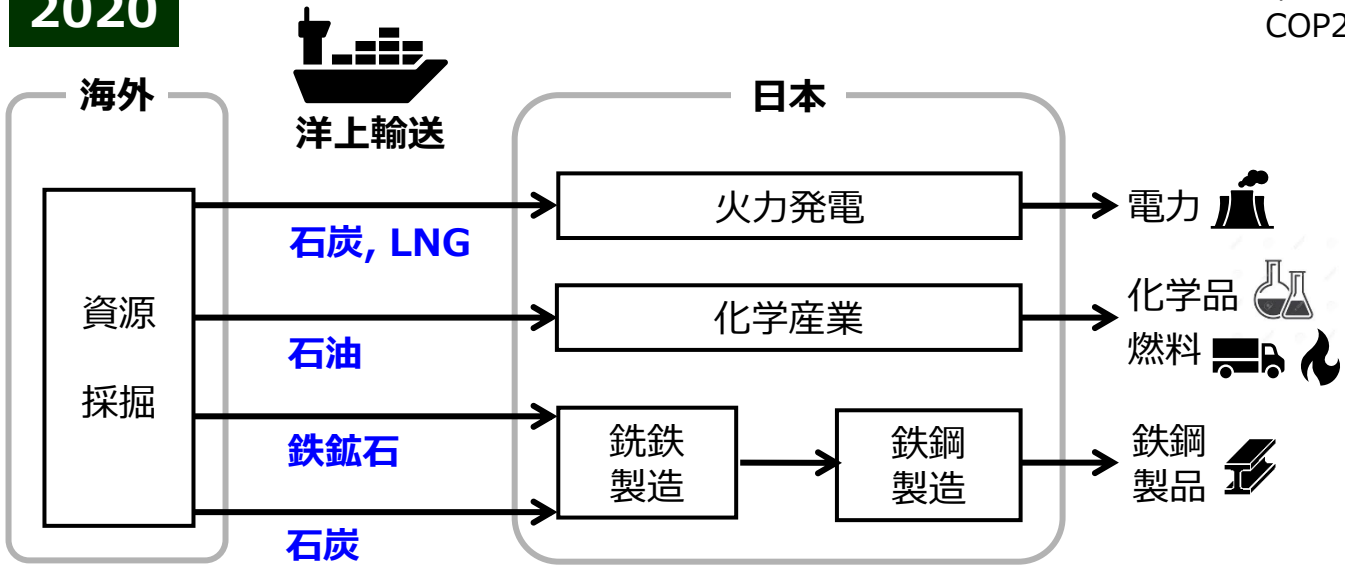 2020
COP2
海外
洋上輸送
日本
資源
採掘
石炭, LNG
火力発電
電力
石油
化学産業
化学品
燃料
鉄鉱石
石炭
銑鉄
製造
鉄鋼
製造
鉄鋼
製品